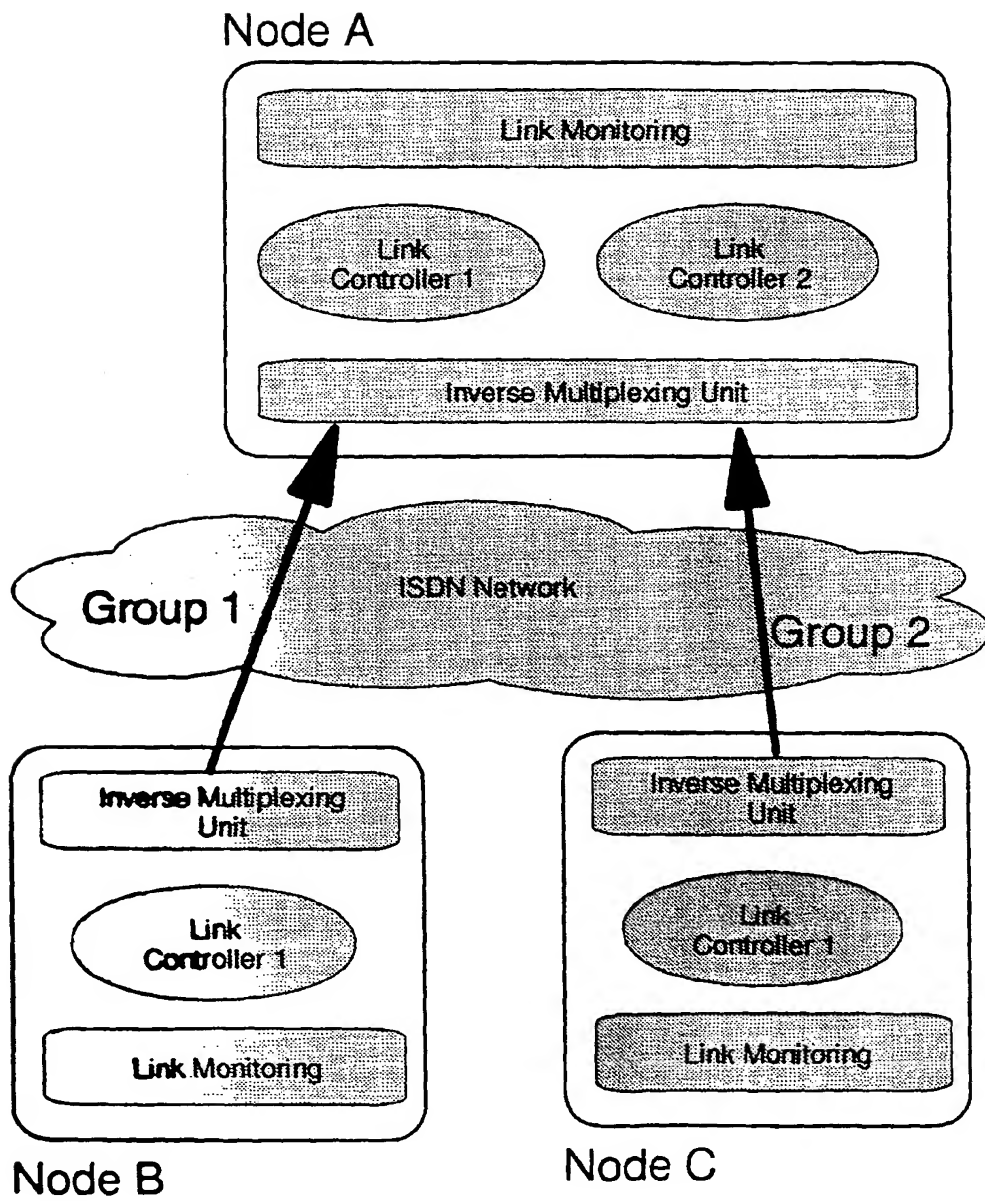 Node A
Link Monitoring
Link
Controller 1
Link
Controller 2
Inverse Multiplexing Unit
ISDN Network
Group 1
Group 2
Inverse Multiplexing
Unit
Link
Controller 1
Link Monitoring
Node B
Inverse Multiplexing
Unit
Link
Controller 1
Link Monitoring
Node C